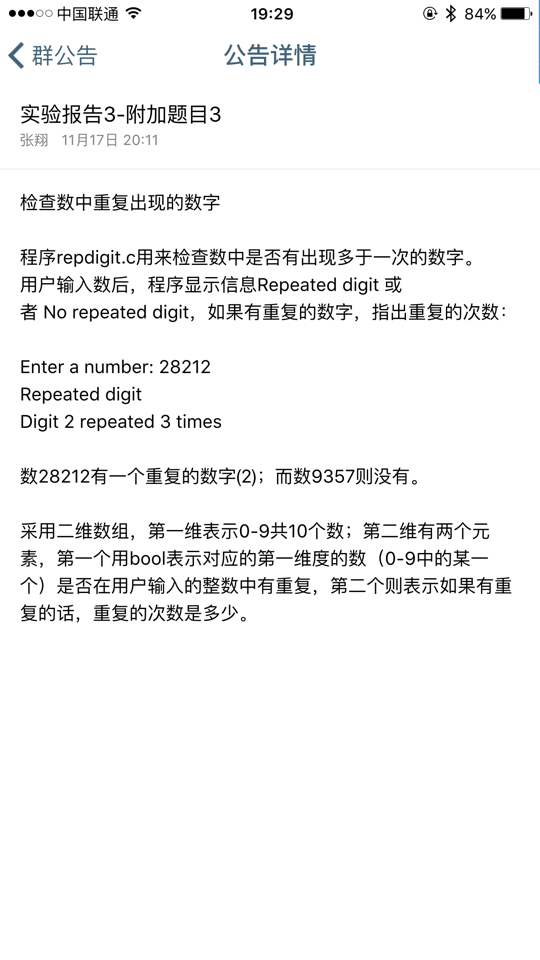 中国联通 19:29 84%
群公告 公告详情
实验报告3-附加题目3
张翔 11月17日 20:11
检查数中重复出现的数字
程序repdigit.c用来检查数中是否有出现多于一次的数字。
用户输入数后，程序显示信息Repeated digit 或
者 No repeated digit，如果有重复的数字，指出重复的次数：
Enter a number: 28212
Repeated digit
Digit 2 repeated 3 times
数28212有一个重复的数字(2)；而数9357则没有。
采用二维数组，第一维表示0-9共10个数；第二维有两个元
素，第一个用bool表示对应的第一维度的数（0-9中的某一
个）是否在用户输入的整数中有重复，第二个则表示如果有重
复的话，重复的次数是多少。